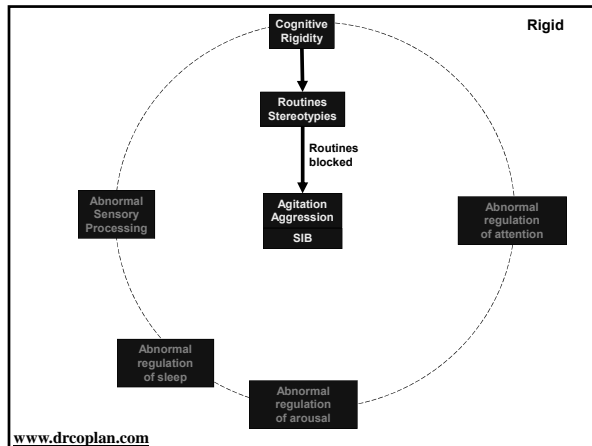 Rigid
Cognitive
Rigidity
Routines
Stereotypies
Routines
blocked
Abnormal
Sensory
Processing
Agitation
Aggression
SIB
Abnormal
regulation
of attention
Abnormal
regulation
of sleep
Abnormal
regulation
of arousal
www.drcoplan.com